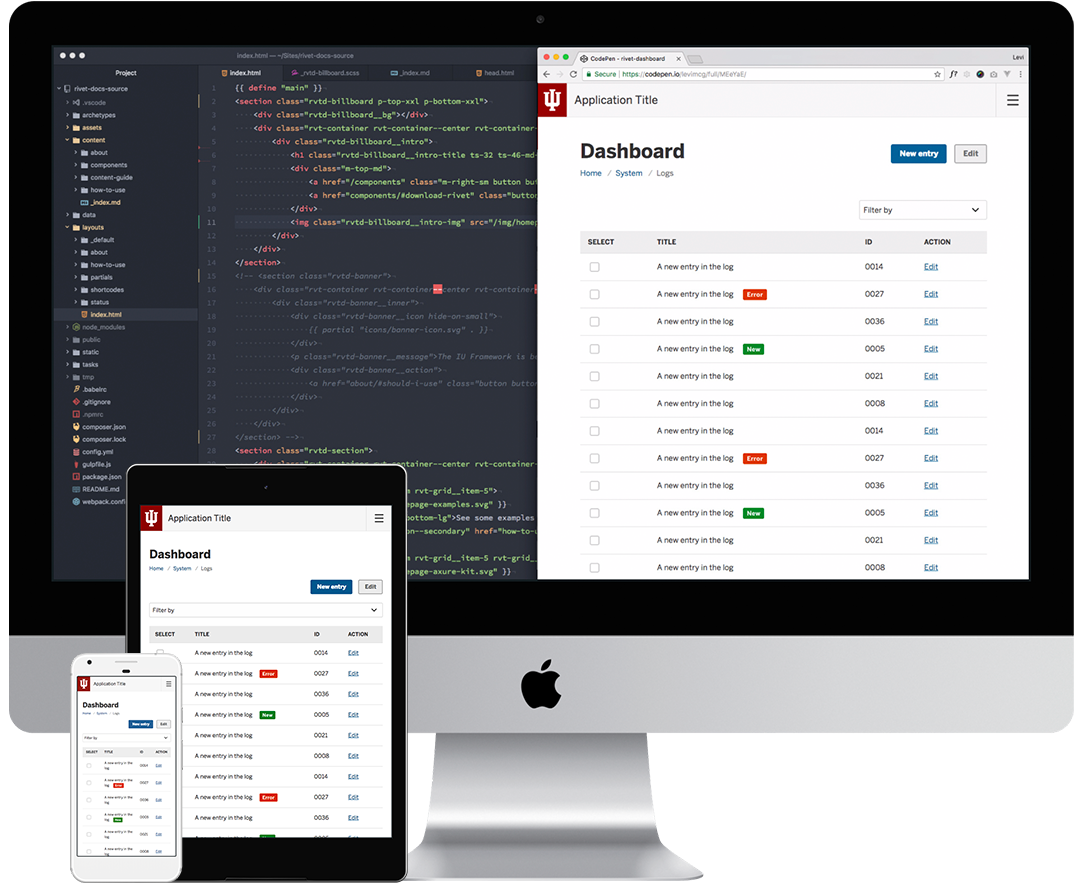 index.html — ~/Sites/rivet-docs-source
Project
rivet-docs-source
.vscode
archetypes
assets
content
about
components
content-guide
how-to-use
_index.md
data
layouts
_default
about
how-to-use
partials
shortcodes
status
index.html
node_modules
public
static
tasks
tmp
.babelrc
.gitignore
.npmrc
composer.json
composer.lock
config.yml
gulpfile.js
package.json
README.md
webpack.confi
index.html _rvtd-billboard.scss _index.md head.html
1 {{ define "main" }}
2 <section class="rvtd-billboard p-top-xxl p-bottom-xxl">
3 <div class="rvtd-billboard__bg"></div>
4 <div class="rvt-container rvt-container--center rvt-contain
5 <div class="rvtd-billboard__intro">
6 <h1 class="rvtd-billboard__intro-title ts-32 ts-46-md-
7 <div class="m-top-md">
8 <a href="/components" class="m-right-sm button but
9 <a href="components/#download-rivet" class="button
10 </div>
11 <img class="rvtd-billboard__intro-img" src="/img/homep
12 </div>
13 </div>
14 </section>
15 <!-- <section class="rvtd-banner">
16 <div class="rvt-container rvt-container--center rvt-container-
17 <div class="rvtd-banner__inner">
18 <div class="rvtd-banner__icon hide-on-small">
19 {{ partial "icons/banner-icon.svg" . }}
20 </div>
21 <p class="rvtd-banner__message">The IU Framework is be
22 <div class="rvtd-banner__action">
23 <a href="about/#should-i-use" class="button button
24 </div>
25 </div>
26 </div>
27 </section> -->
28 <section class="rvtd-section">
<div class="rvt-container rvt-container--center rvt-container
m rvt-grid__item-5">
epage-examples.svg" }}
bottom-lg">See some examples
on--secondary" href="how-to-u
m rvt-grid__item-5 rvt-grid__
epage-axure-kit.svg" }}
CodePen - rivet-dashboard
Levi
Secure https://codepen.io/levimcg/full/MEeYaE/
Application Title
Dashboard
New entry Edit
Home / System / Logs
Filter by
SELECT TITLE ID ACTION
A new entry in the log 0014 Edit
A new entry in the log Error 0027 Edit
A new entry in the log 0036 Edit
A new entry in the log New 0005 Edit
A new entry in the log 0021 Edit
A new entry in the log 0008 Edit
A new entry in the log 0014 Edit
A new entry in the log Error 0027 Edit
A new entry in the log 0036 Edit
A new entry in the log New 0005 Edit
A new entry in the log 0021 Edit
A new entry in the log 0008 Edit
Application Title
Dashboard
Home / System / Logs
New entry Edit
Filter by
SELECT TITLE ID ACTION
A new entry in the log 0014 Edit
A new entry in the log Error 0027 Edit
A new entry in the log 0036 Edit
A new entry in the log New 0005 Edit
A new entry in the log 0021 Edit
A new entry in the log 0008 Edit
A new entry in the log 0014 Edit
A new entry in the log Error 0027 Edit
A new entry in the log 0036 Edit
Application Title
Dashboard
Home / System / Logs
New entry Edit
Filter by
SELECT TITLE ID ACTION
A new entry in the log 0014 Edit
A new entry in the log Error 0027 Edit
A new entry in the log 0036 Edit
A new entry in the log New 0005 Edit
A new entry in the log 0021 Edit
A new entry in the log 0008 Edit